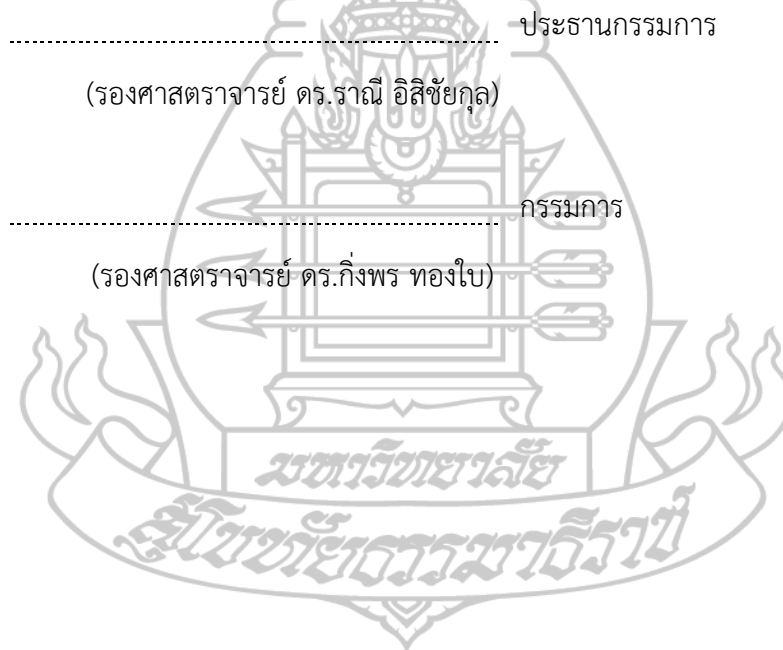 ประธานกรรมการ
(รองศาสตราจารย์ ดร.ราณี อิสิชัยกุล)
กรรมการ
(รองศาสตราจารย์ ดร.กิ่งพร ทองใบ)
มหาวิทยาลัย
สุโขทัยธรรมาธิราช